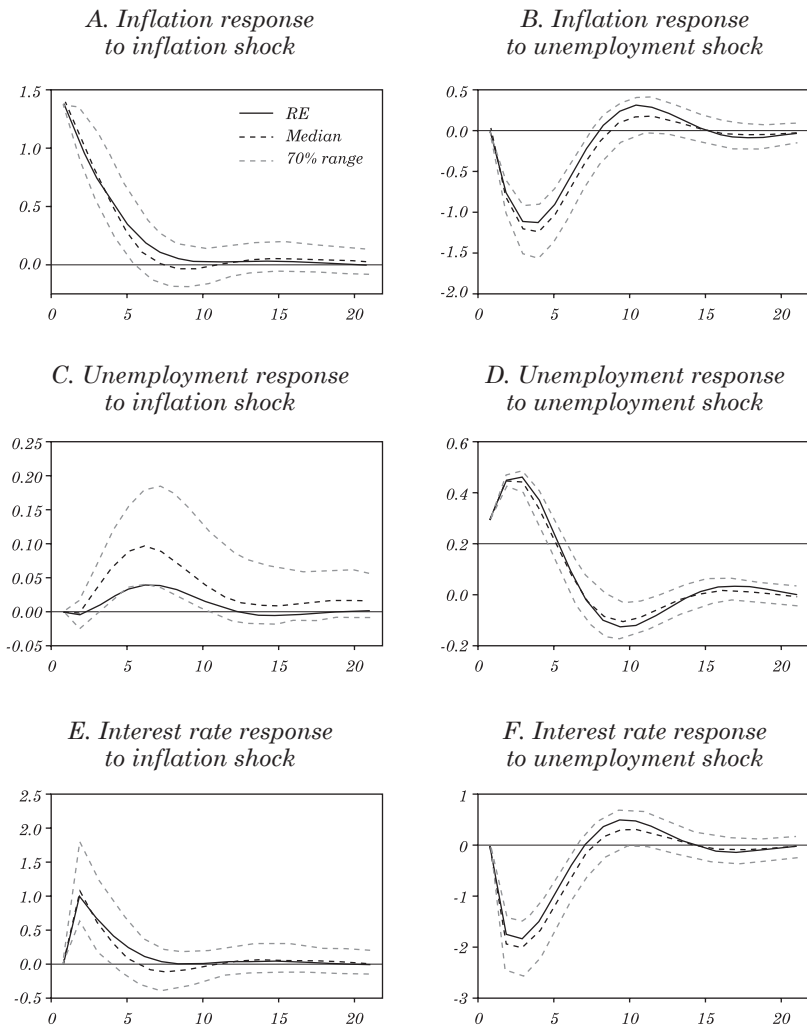 A. Inflation response
to inflation shock
1.5
1.0
0.5
0.0
RE
Median
70% range
0 5 10 15 20
B. Inflation response
to unemployment shock
0.5
0.0
-0.5
-1.0
-1.5
-2.0
0 5 10 15 20
C. Unemployment response
to inflation shock
0.25
0.20
0.15
0.10
0.05
0.00
-0.05
0 5 10 15 20
D. Unemployment response
to unemployment shock
0.6
0.4
0.2
0.0
-0.2
0 5 10 15 20
E. Interest rate response
to inflation shock
2.5
2.0
1.5
1.0
0.5
0.0
-0.5
0 5 10 15 20
F. Interest rate response
to unemployment shock
1
0
-1
-2
-3
0 5 10 15 20